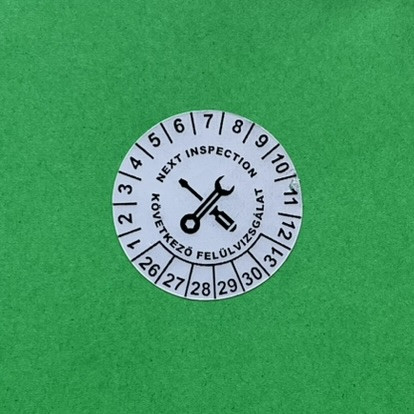 1 2 3 4 5 6 7 8 9 10 11 12
NEXT INSPECTION
KÖVETKEZŐ FELÜLVIZSGÁLAT
26 27 28 29 30 31